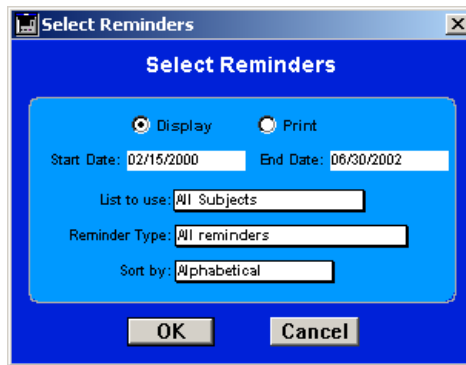 Select Reminders
Select Reminders
Display Print
Start Date: 02/15/2000 End Date: 06/30/2002
List to use: All Subjects
Reminder Type: All reminders
Sort by: Alphabetical
OK Cancel